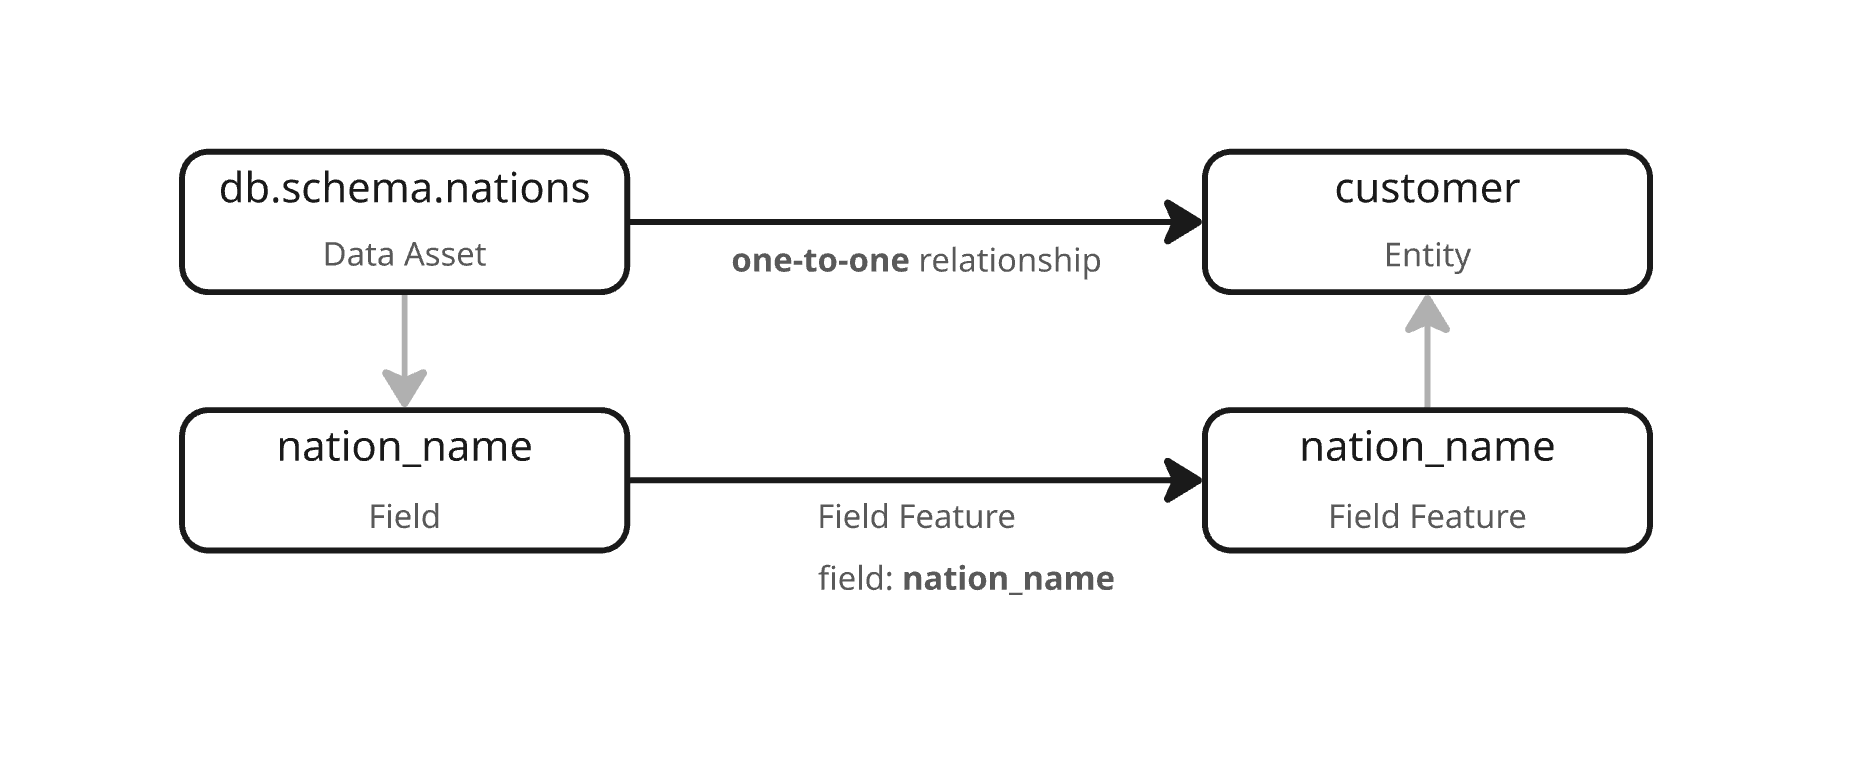 db.schema.nations
Data Asset
one-to-one relationship
customer
Entity
nation_name
Field
Field Feature
field: nation_name
nation_name
Field Feature